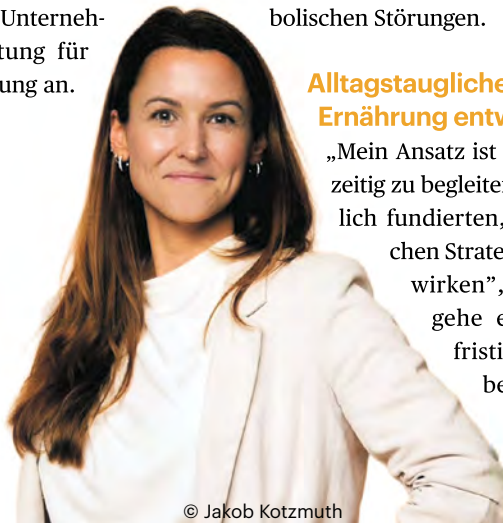 Unterneh-
tung für
ung an.
bolischen Störungen.
Alltagstaugliche
Ernährung entw
„Mein Ansatz ist
zeitig zu begleiten
lich fundierten,
chen Strate
wirken”,
gehe e
fristi
be
© Jakob Kotzmuth